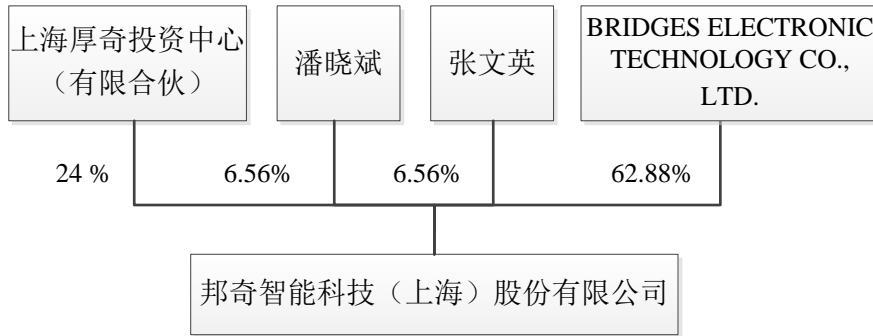 上海厚奇投资中心
（有限合伙）
潘晓斌
张文英
BRIDGES ELECTRONIC
TECHNOLOGY CO.,
LTD.
24 %
6.56%
6.56%
62.88%
邦奇智能科技（上海）股份有限公司